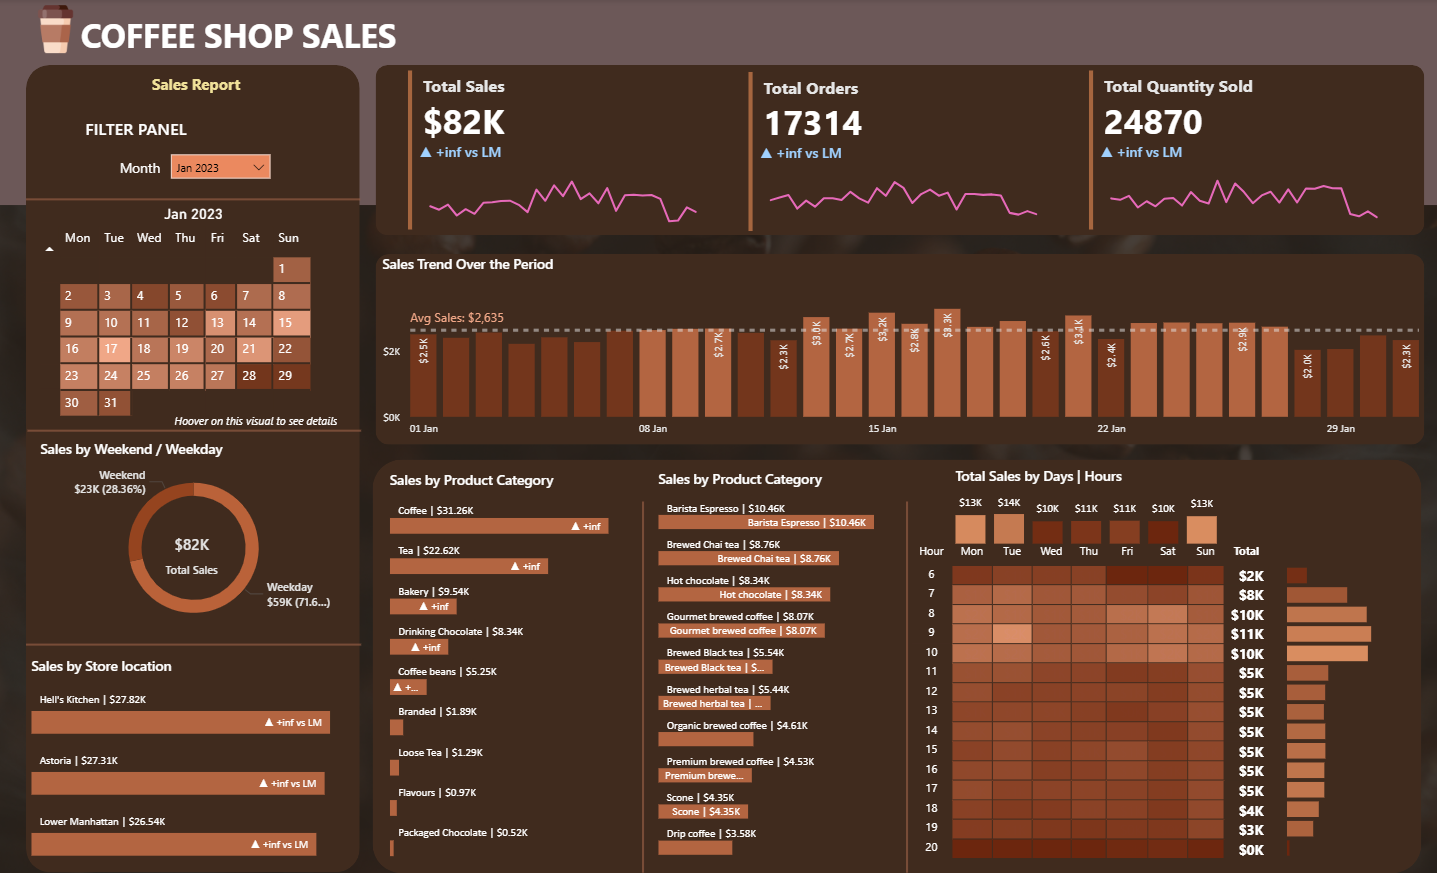 COFFEE SHOP SALES
Sales Report
FILTER PANEL
Month Jan 2023
Jan 2023
Mon Tue Wed Thu Fri Sat Sun
1
2 3 4 5 6 7 8
9 10 11 12 13 14 15
16 17 18 19 20 21 22
23 24 25 26 27 28 29
30 31
Hoover on this visual to see details
Sales by Weekend / Weekday
Weekend
$23K (28.36%)
$82K
Total Sales
Weekday
$59K (71.6...)
Sales by Store location
Hell's Kitchen | $27.82K
▲ +inf vs LM
Astoria | $27.31K
▲ +inf vs LM
Lower Manhattan | $26.54K
▲ +inf vs LM
Total Sales
$82K
▲ +inf vs LM
Total Orders
17314
▲ +inf vs LM
Total Quantity Sold
24870
▲ +inf vs LM
Sales Trend Over the Period
Avg Sales: $2,635
$2K
$0K
$2.5K $2.7K $2.3K $3.0K $2.7K $3.2K $2.8K $3.3K $2.6K $3.1K $2.4K $2.9K $2.0K $2.3K
01 Jan 08 Jan 15 Jan 22 Jan 29 Jan
Sales by Product Category
Coffee | $31.26K
▲ +inf
Tea | $22.62K
▲ +inf
Bakery | $9.54K
▲ +inf
Drinking Chocolate | $8.34K
▲ +inf
Coffee beans | $5.25K
▲ +...
Branded | $1.89K
Loose Tea | $1.29K
Flavours | $0.97K
Packaged Chocolate | $0.52K
Sales by Product Category
Barista Espresso | $10.46K
Barista Espresso | $10.46K
Brewed Chai tea | $8.76K
Brewed Chai tea | $8.76K
Hot chocolate | $8.34K
Hot chocolate | $8.34K
Gourmet brewed coffee | $8.07K
Gourmet brewed coffee | $8.07K
Brewed Black tea | $5.54K
Brewed Black tea | $...
Brewed herbal tea | $5.44K
Brewed herbal tea | ...
Organic brewed coffee | $4.61K
Premium brewed coffee | $4.53K
Premium brewe...
Scone | $4.35K
Scone | $4.35K
Drip coffee | $3.58K
Total Sales by Days | Hours
$13K $14K $10K $11K $11K $10K $13K
Hour Mon Tue Wed Thu Fri Sat Sun Total
6 $2K
7 $8K
8 $10K
9 $11K
10 $10K
11 $5K
12 $5K
13 $5K
14 $5K
15 $5K
16 $5K
17 $5K
18 $4K
19 $3K
20 $0K